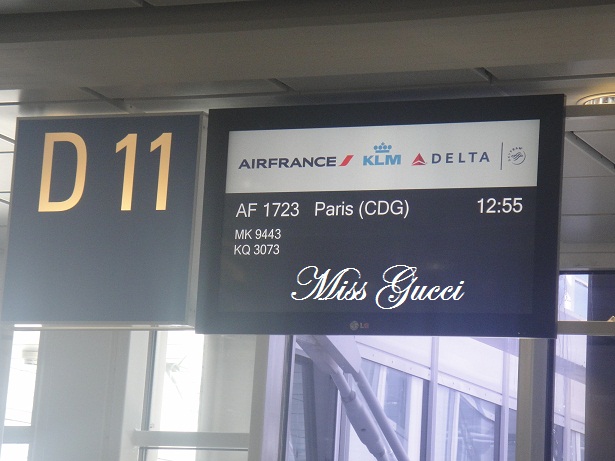 D 11
AIRFRANCE KLM DELTA
AF 1723 Paris (CDG) 12:55
MK 9443
KQ 3073
Miss Gucci
LG